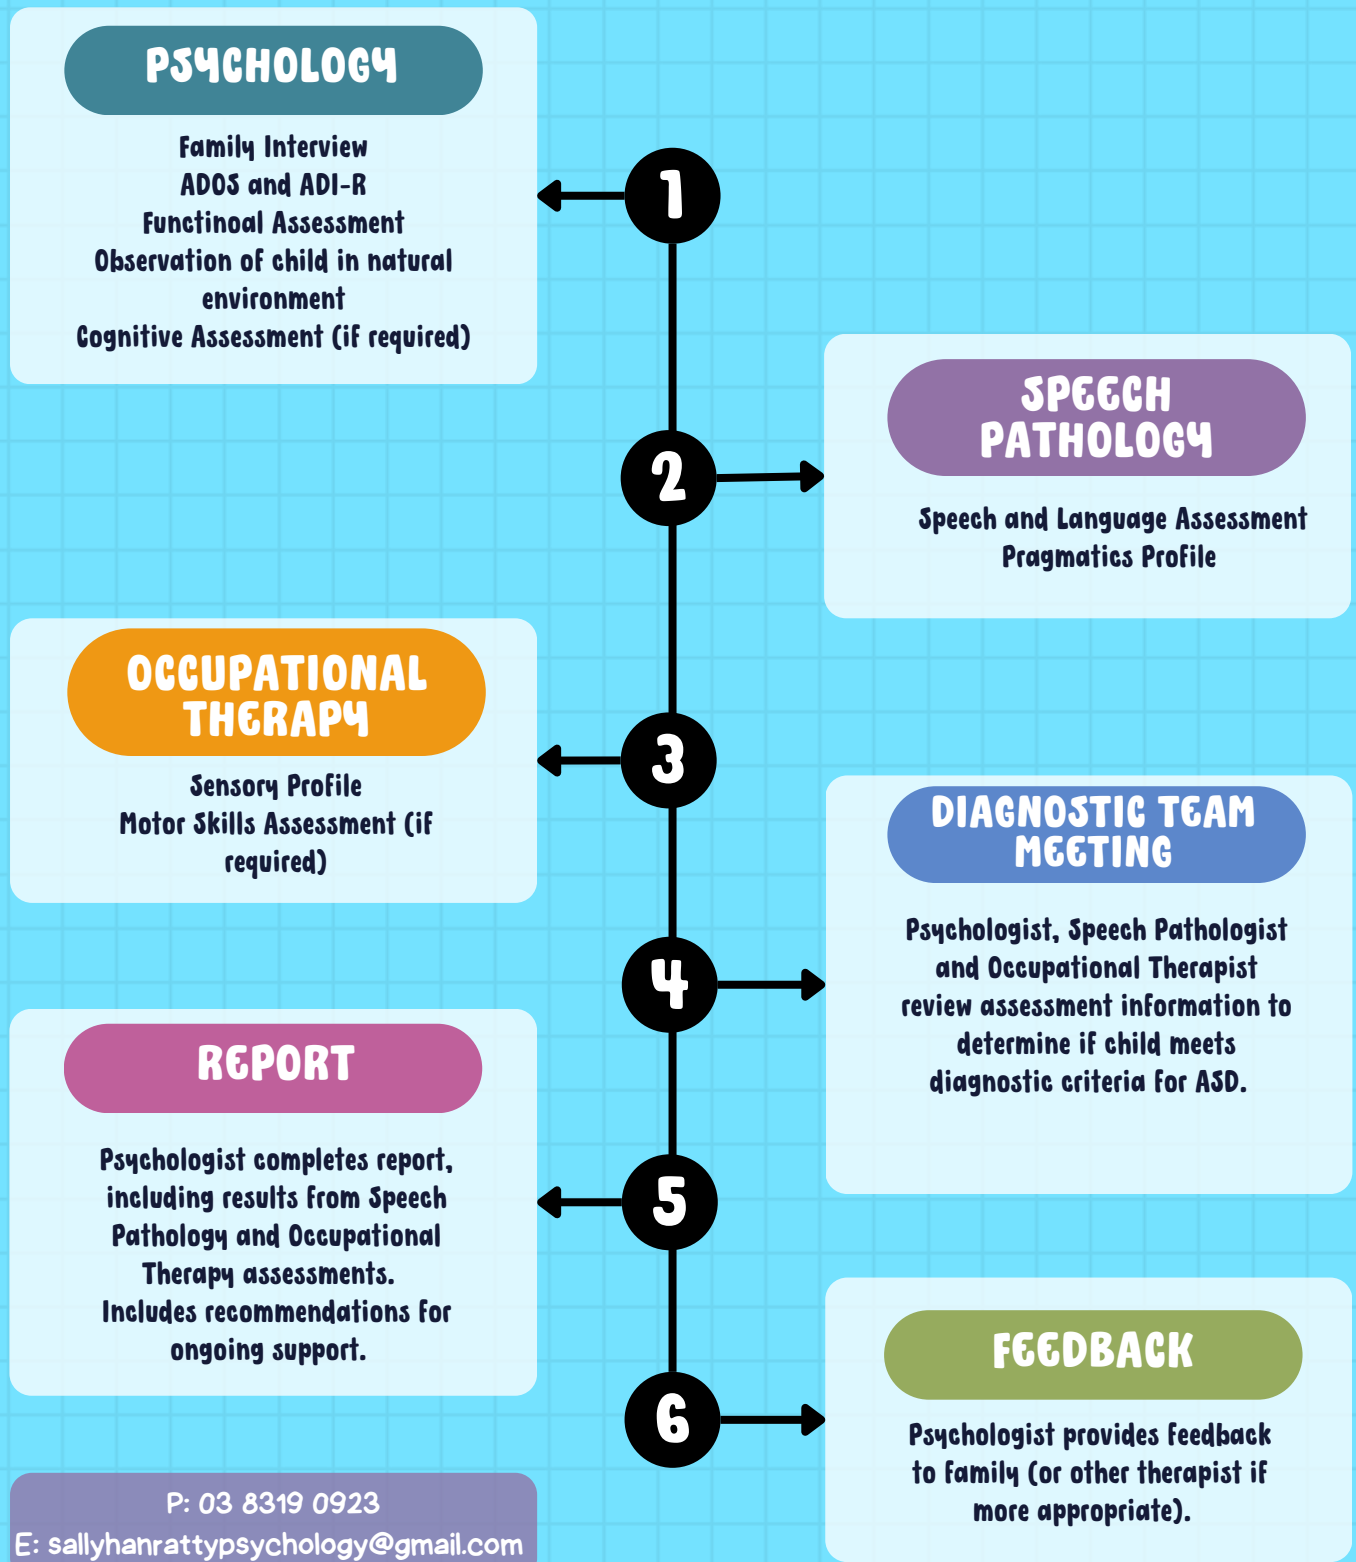 PSYCHOLOGY
Family Interview
ADOS and ADI-R
Functinoal Assessment
Observation of child in natural
environment
Cognitive Assessment (if required)
1
2
SPEECH
PATHOLOGY
Speech and Language Assessment
Pragmatics Profile
OCCUPATIONAL
THERAPY
Sensory Profile
Motor Skills Assessment (if
required)
3
4
DIAGNOSTIC TEAM
MEETING
Psychologist, Speech Pathologist
and Occupational Therapist
review assessment information to
determine if child meets
diagnostic criteria for ASD.
REPORT
Psychologist completes report,
including results from Speech
Pathology and Occupational
Therapy assessments.
Includes recommendations for
ongoing support.
5
6
FEEDBACK
Psychologist provides feedback
to family (or other therapist if
more appropriate).
P: 03 8319 0923
E: sallyhanrattypsychology@gmail.com